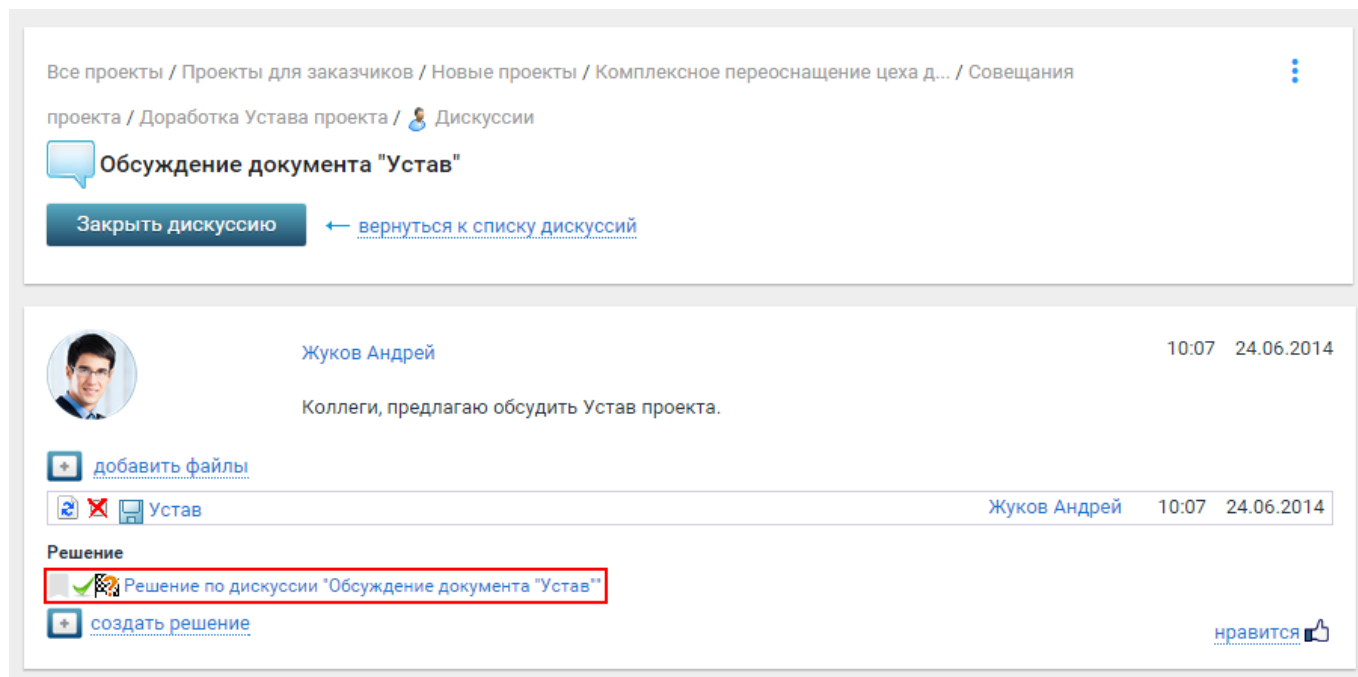 Все проекты / Проекты для заказчиков / Новые проекты / Комплексное переоснащение цеха д... / Совещания
проекта / Доработка Устава проекта / Дискуссии
Обсуждение документа "Устав"
Закрыть дискуссию ← вернуться к списку дискуссий
Жуков Андрей 10:07 24.06.2014
Коллеги, предлагаю обсудить Устав проекта.
добавить файлы
Устав Жуков Андрей 10:07 24.06.2014
Решение
Решение по дискуссии "Обсуждение документа "Устав""
создать решение
нравится